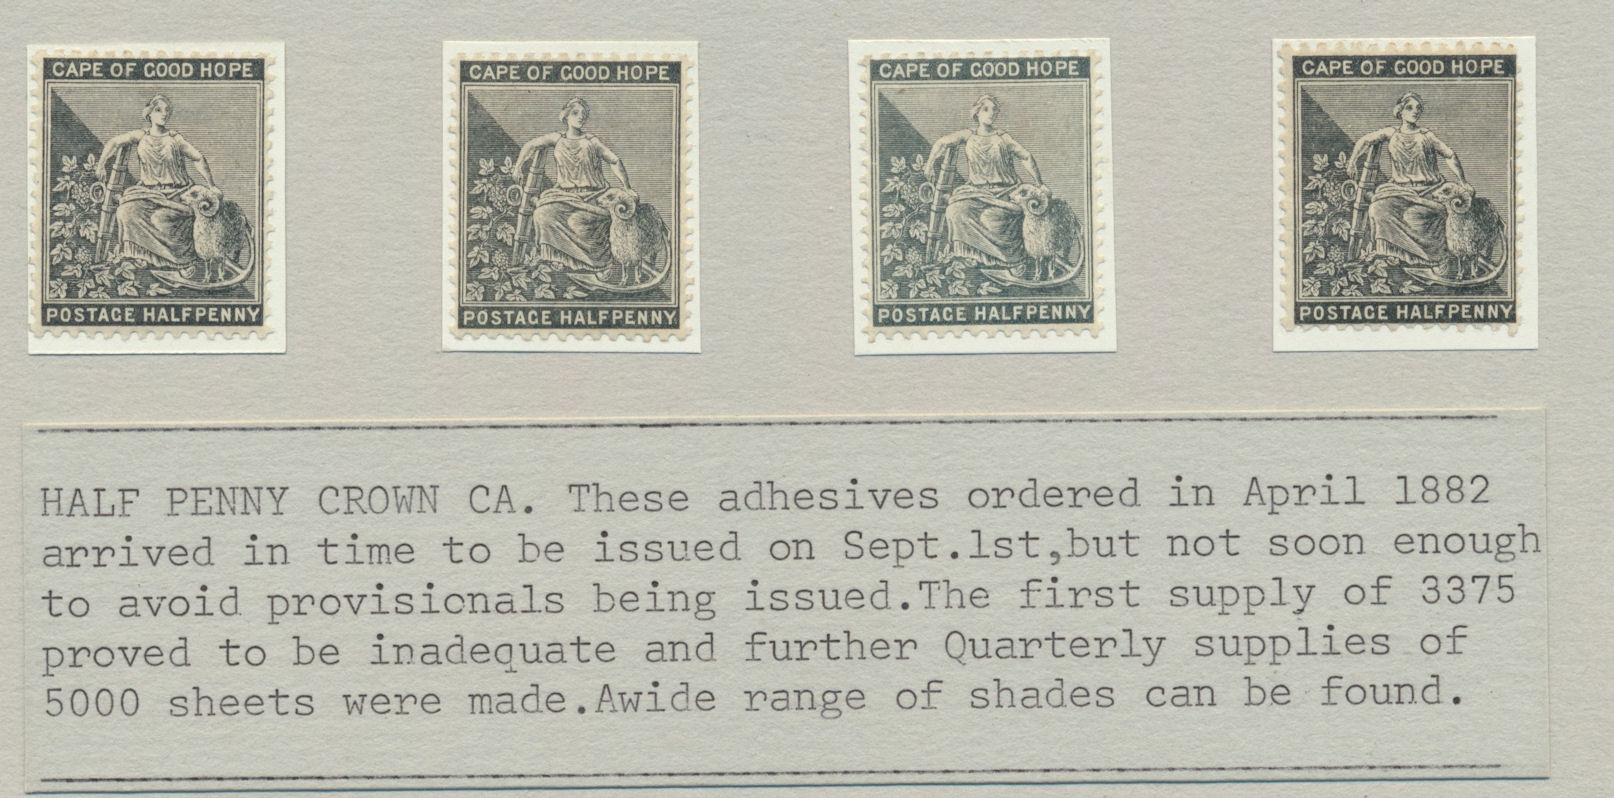 CAPE OF GOOD HOPE
POSTAGE HALFPENNY
CAPE OF GOOD HOPE
POSTAGE HALFPENNY
CAPE OF GOOD HOPE
POSTAGE HALFPENNY
CAPE OF GOOD HOPE
POSTAGE HALFPENNY
HALF PENNY CROWN CA. These adhesives ordered in April 1882
arrived in time to be issued on Sept.1st,but not soon enough
to avoid provisionals being issued.The first supply of 3375
proved to be inadequate and further Quarterly supplies of
5000 sheets were made.Awide range of shades can be found.